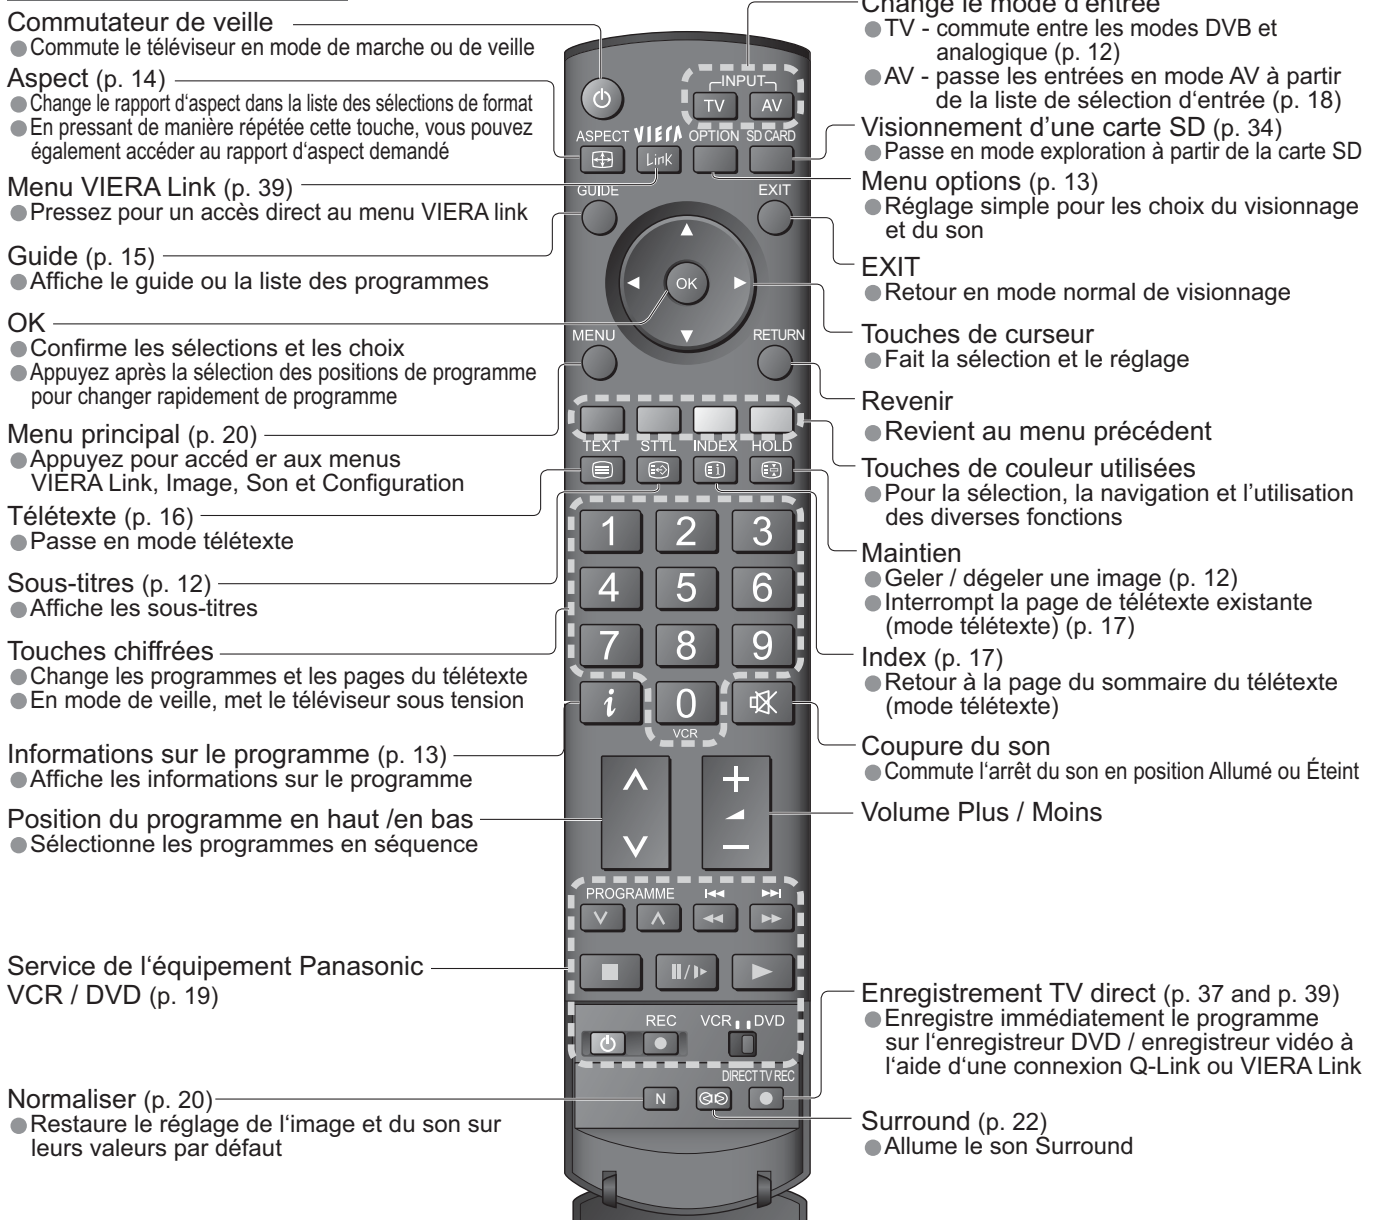 Commutateur de veille
●Commute le téléviseur en mode de marche ou de veille
Aspect (p. 14)
●Change le rapport d'aspect dans la liste des sélections de format
●En pressant de manière répétée cette touche, vous pouvez
également accéder au rapport d'aspect demandé
Menu VIERA Link (p. 39)
●Pressez pour un accès direct au menu VIERA link
Guide (p. 15)
●Affiche le guide ou la liste des programmes
OK
●Confirme les sélections et les choix
●Appuyez après la sélection des positions de programme
pour changer rapidement de programme
Menu principal (p. 20)
●Appuyez pour accéd er aux menus
VIERA Link, Image, Son et Configuration
Télétexte (p. 16)
●Passe en mode télétexte
Sous-titres (p. 12)
●Affiche les sous-titres
Touches chiffrées
●Change les programmes et les pages du télétexte
●En mode de veille, met le téléviseur sous tension
Informations sur le programme (p. 13)
●Affiche les informations sur le programme
Position du programme en haut /en bas
●Sélectionne les programmes en séquence
Service de l'équipement Panasonic
VCR / DVD (p. 19)
Normaliser (p. 20)
●Restaure le réglage de l'image et du son sur
leurs valeurs par défaut
INPUT
TV AV
ASPECT VIERA OPTION SD CARD
Link
GUIDE EXIT
OK
MENU RETURN
TEXT STTL INDEX HOLD
1 2 3
4 5 6
7 8 9
i 0
VCR
PROGRAMME
REC VCR DVD
DIRECT TV REC
N
Change le mode d'entrée
●TV - commute entre les modes DVB et
analogique (p. 12)
●AV - passe les entrées en mode AV à partir
de la liste de sélection d'entrée (p. 18)
Visionnement d'une carte SD (p. 34)
●Passe en mode exploration à partir de la carte SD
Menu options (p. 13)
●Réglage simple pour les choix du visionnage
et du son
EXIT
●Retour en mode normal de visionnage
Touches de curseur
●Fait la sélection et le réglage
Revenir
●Revient au menu précédent
Touches de couleur utilisées
●Pour la sélection, la navigation et l'utilisation
des diverses fonctions
Maintien
●Geler / dégeler une image (p. 12)
●Interrompt la page de télétexte existante
(mode télétexte) (p. 17)
Index (p. 17)
●Retour à la page du sommaire du télétexte
(mode télétexte)
Coupure du son
●Commute l'arrêt du son en position Allumé ou Éteint
Volume Plus / Moins
Enregistrement TV direct (p. 37 and p. 39)
●Enregistre immédiatement le programme
sur l'enregistreur DVD / enregistreur vidéo à
l'aide d'une connexion Q-Link ou VIERA Link
Surround (p. 22)
●Allume le son Surround